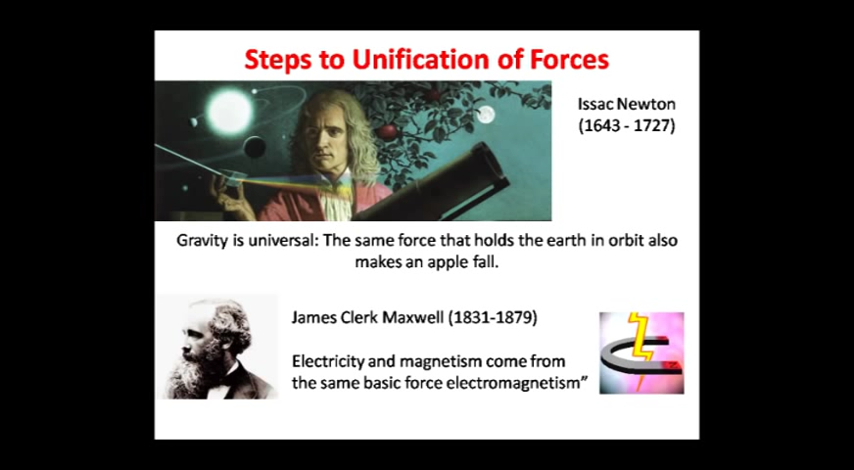 Steps to Unification of Forces
Issac Newton
(1643 - 1727)
Gravity is universal: The same force that holds the earth in orbit also
makes an apple fall.
James Clerk Maxwell (1831-1879)
Electricity and magnetism come from
the same basic force electromagnetism”